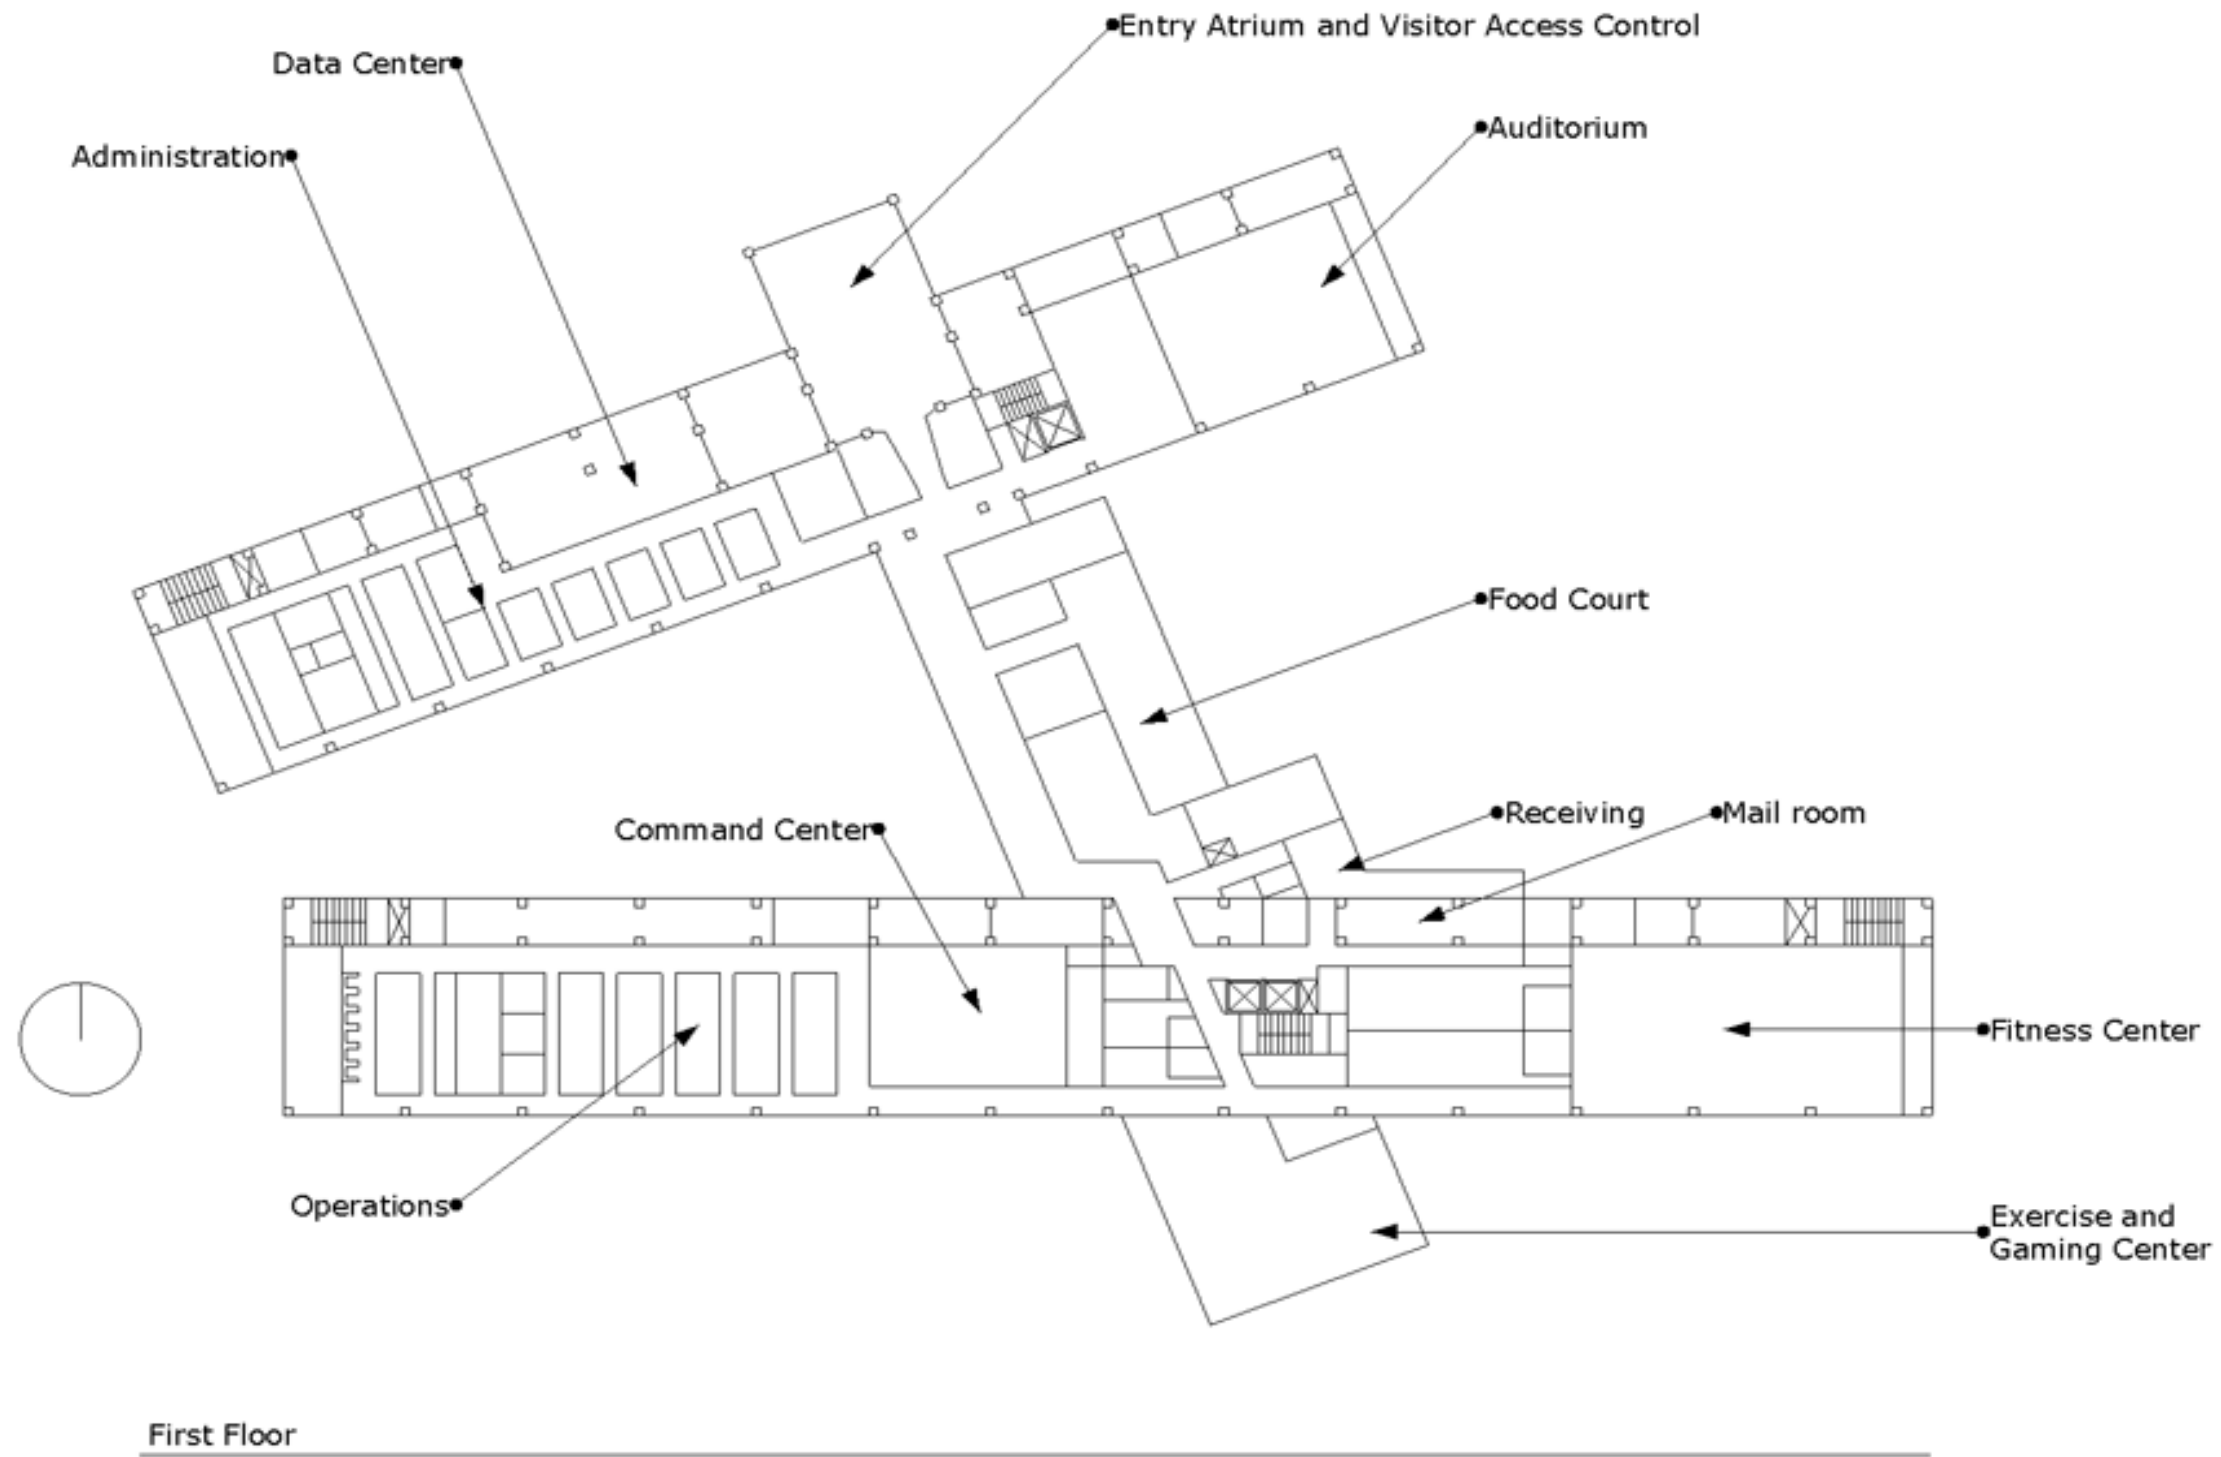 Entry Atrium and Visitor Access Control
Data Center
Auditorium
Administration
Food Court
Receiving
Mail room
Command Center
Fitness Center
Operations
Exercise and
Gaming Center
First Floor